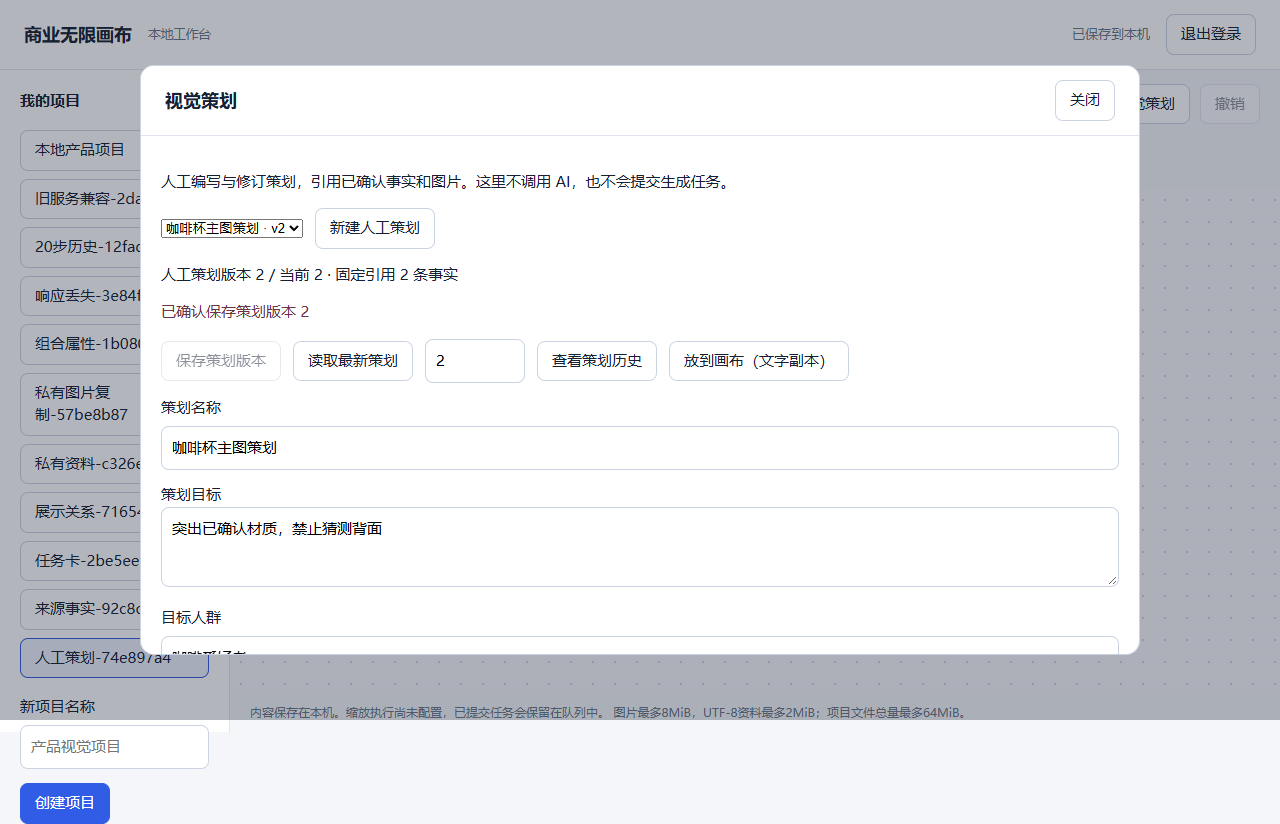 商业无限画布
本地工作台
已保存到本机
退出登录
我的项目
本地产品项目
旧服务兼容-2da
20步历史-12fac
响应丢失-3e84f
组合属性-1b080
私有图片复
制-57be8b87
私有资料-c326e
展示关系-71654
任务卡-2be5ee
来源事实-92c8c
人工策划-74e897a4
新项目名称
产品视觉项目
创建项目
视觉策划
关闭
觉策划
撤销
人工编写与修订策划，引用已确认事实和图片。这里不调用 AI，也不会提交生成任务。
咖啡杯主图策划 · v2
新建人工策划
人工策划版本 2 / 当前 2 · 固定引用 2 条事实
已确认保存策划版本 2
保存策划版本
读取最新策划
2
查看策划历史
放到画布（文字副本）
策划名称
咖啡杯主图策划
策划目标
突出已确认材质，禁止猜测背面
目标人群
内容保存在本机。缩放执行尚未配置，已提交任务会保留在队列中。 图片最多8MiB，UTF-8资料最多2MiB；项目文件总量最多64MiB。